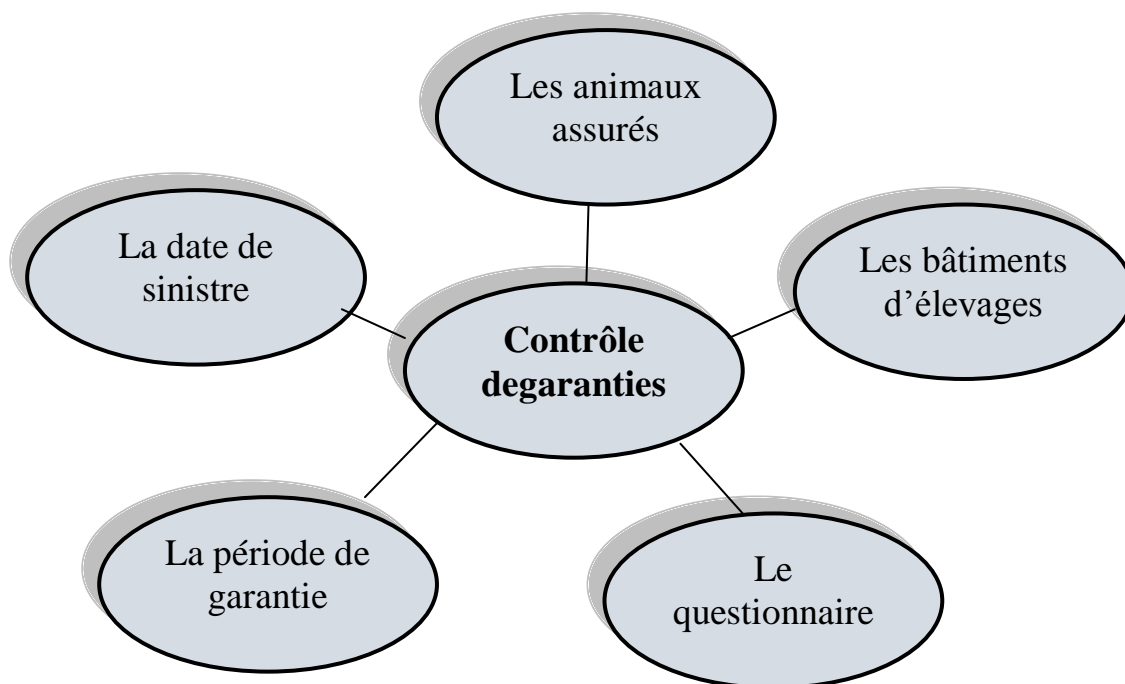 Les animaux
assurés
La date de
sinistre
Les bâtiments
d’élevages
Contrôle
degaranties
La période de
garantie
Le
questionnaire